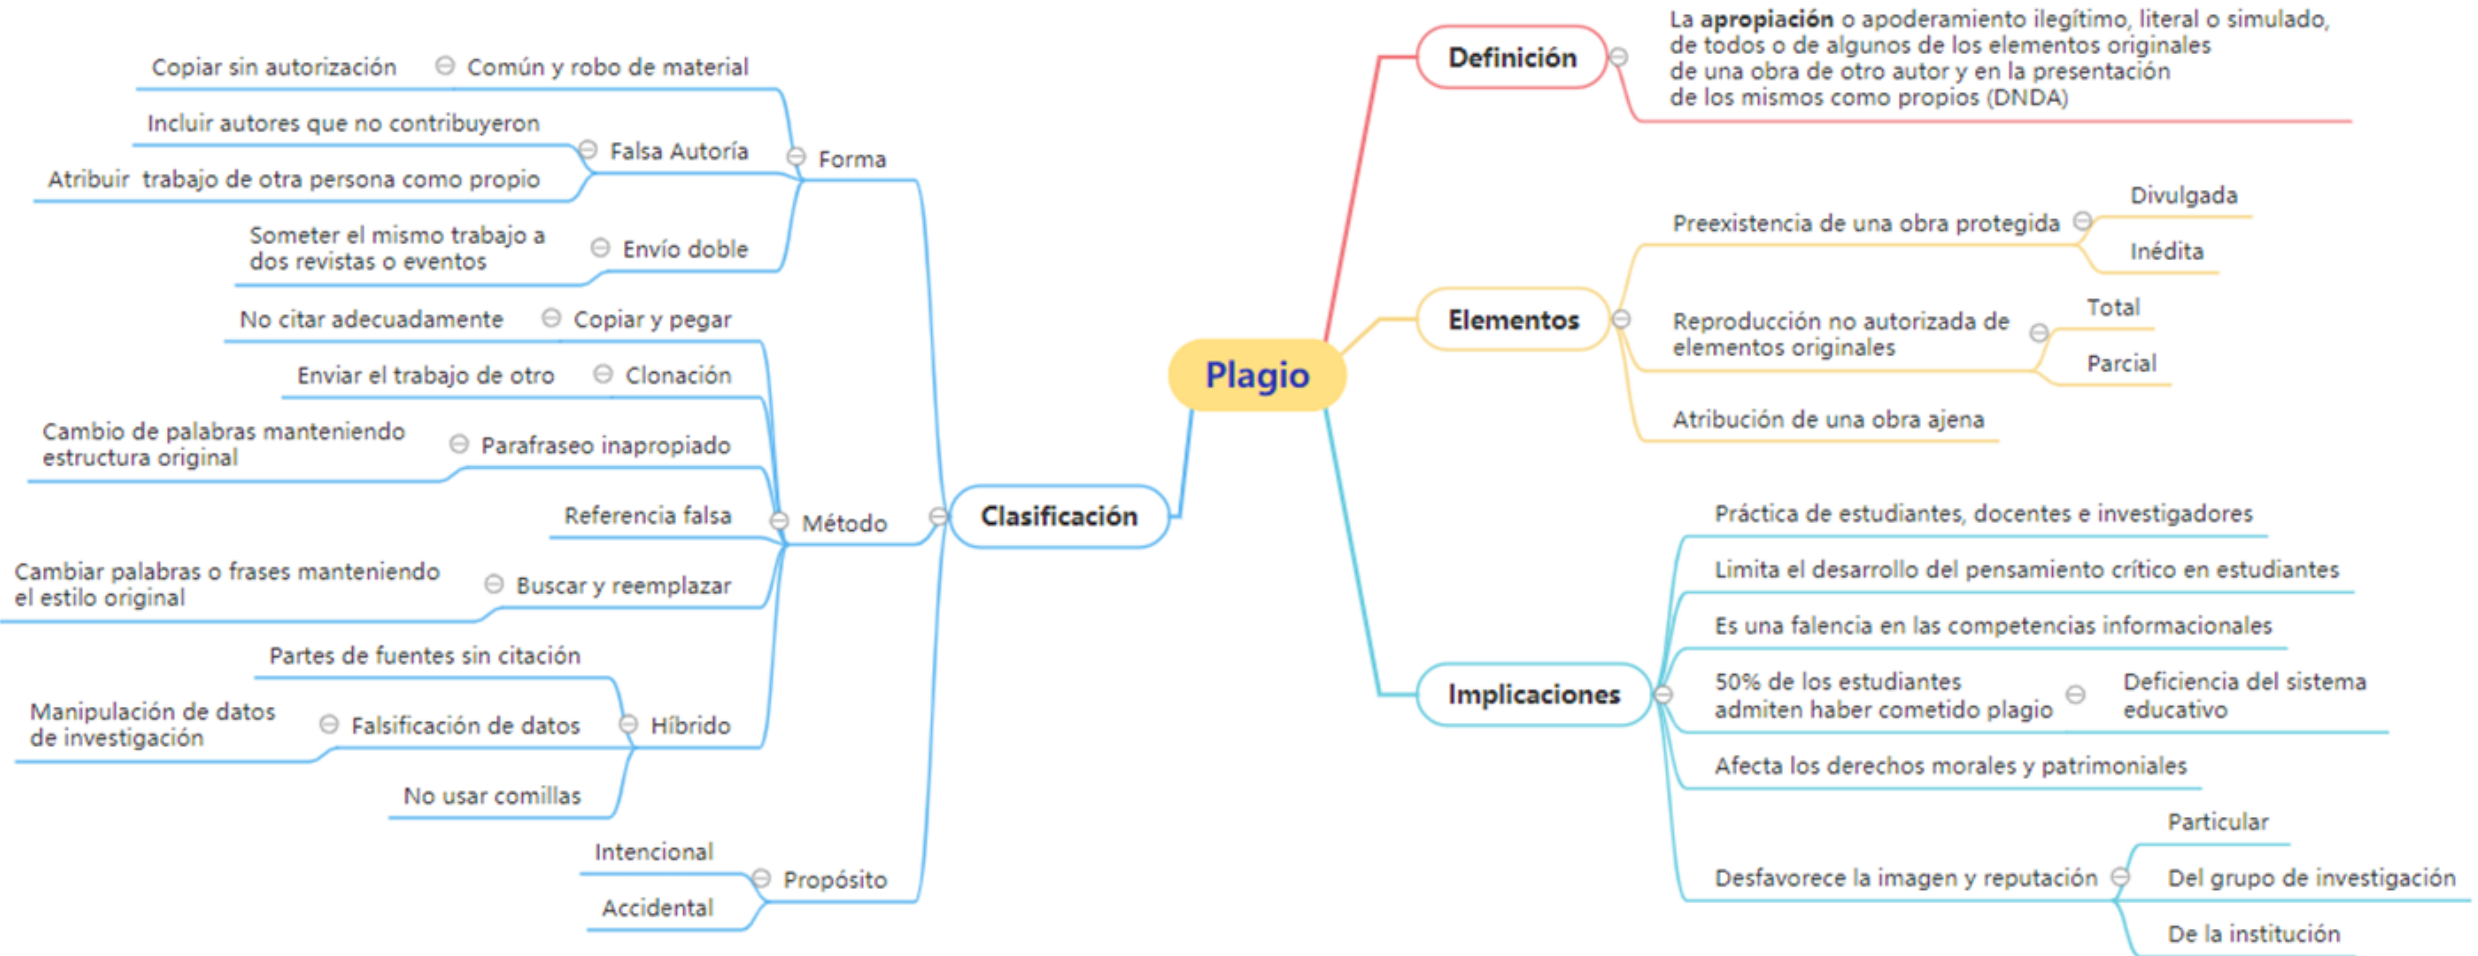 Plagio
Definición
La apropiación o apoderamiento ilegítimo, literal o simulado,
de todos o de algunos de los elementos originales
de una obra de otro autor y en la presentación
de los mismos como propios (DNDA)
Elementos
Preexistencia de una obra protegida
Divulgada
Inédita
Reproducción no autorizada de
elementos originales
Total
Parcial
Atribución de una obra ajena
Implicaciones
Práctica de estudiantes, docentes e investigadores
Limita el desarrollo del pensamiento crítico en estudiantes
Es una falencia en las competencias informacionales
50% de los estudiantes
admiten haber cometido plagio
Deficiencia del sistema
educativo
Afecta los derechos morales y patrimoniales
Desfavorece la imagen y reputación
Particular
Del grupo de investigación
De la institución
Clasificación
Forma
Común y robo de material
Copiar sin autorización
Falsa Autoría
Incluir autores que no contribuyeron
Atribuir trabajo de otra persona como propio
Envío doble
Someter el mismo trabajo a
dos revistas o eventos
Método
Copiar y pegar
No citar adecuadamente
Clonación
Enviar el trabajo de otro
Parafraseo inapropiado
Cambio de palabras manteniendo
estructura original
Referencia falsa
Buscar y reemplazar
Cambiar palabras o frases manteniendo
el estilo original
Híbrido
Partes de fuentes sin citación
Falsificación de datos
Manipulación de datos
de investigación
No usar comillas
Propósito
Intencional
Accidental